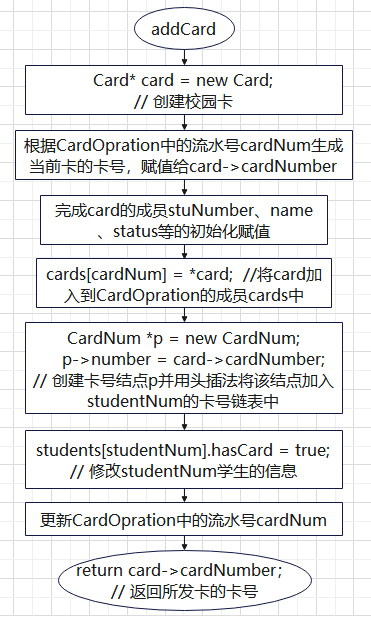 addCard
Card* card = new Card;
// 创建校园卡
根据CardOpration中的流水号cardNum生成
当前卡的卡号，赋值给card->cardNumber
完成card的成员stuNumber、name
、status等的初始化赋值
cards[cardNum] = *card;  //将card加
入到CardOpration的成员cards中
CardNum *p = new CardNum;
p->number = card->cardNumber;
// 创建卡号结点p并用头插法将该结点加入
studentNum的卡号链表中
students[studentNum].hasCard = true;
// 修改studentNum学生的信息
更新CardOpration中的流水号cardNum
return card->cardNumber；
// 返回所发卡的卡号